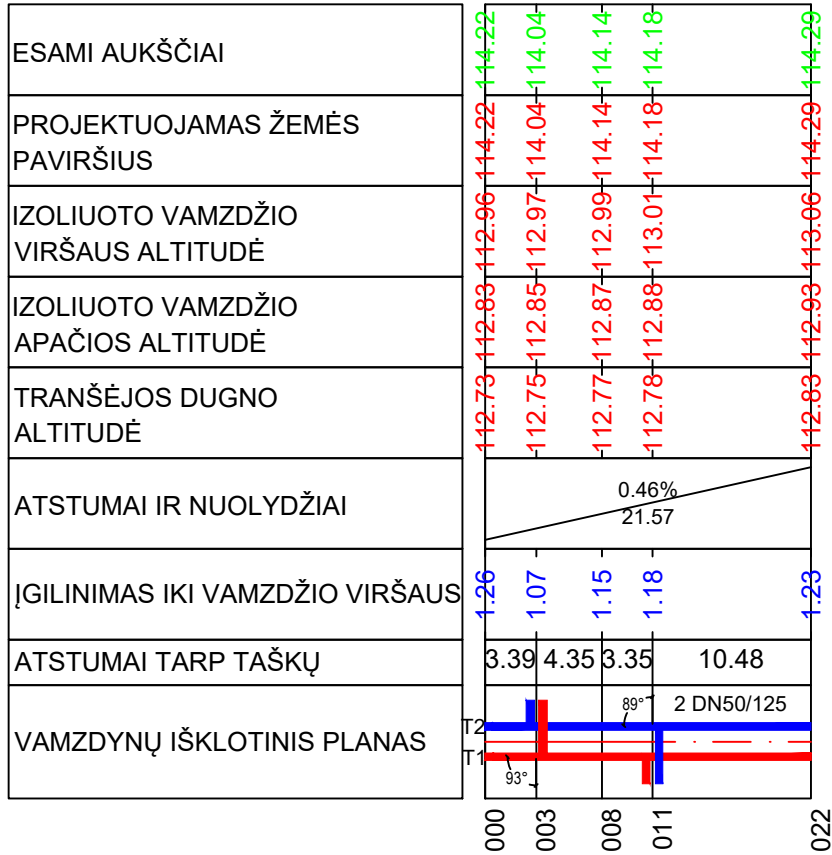 ESAMI AUKŠČIAI
114.22 114.04 114.14 114.18 114.29
PROJEKTUOJAMAS ŽEMĖS
PAVIRŠIUS
114.22 114.04 114.14 114.18 114.29
IZOLIUOTO VAMZDŽIO
VIRŠAUS ALTITUDĖ
112.96 112.97 112.99 113.01 113.06
IZOLIUOTO VAMZDŽIO
APAČIOS ALTITUDĖ
112.83 112.85 112.87 112.88 112.93
TRANŠĖJOS DUGNO
ALTITUDĖ
112.73 112.75 112.77 112.78 112.83
ATSTUMAI IR NUOLYDŽIAI
0.46%
21.57
ĮGILINIMAS IKI VAMZDŽIO VIRŠAUS
1.26 1.07 1.15 1.18 1.23
ATSTUMAI TARP TAŠKŲ
3.39 4.35 3.35 10.48
VAMZDYNŲ IŠKLOTINIS PLANAS
89° 2 DN50/125
T2
T1
93°
000 003 008 011 022